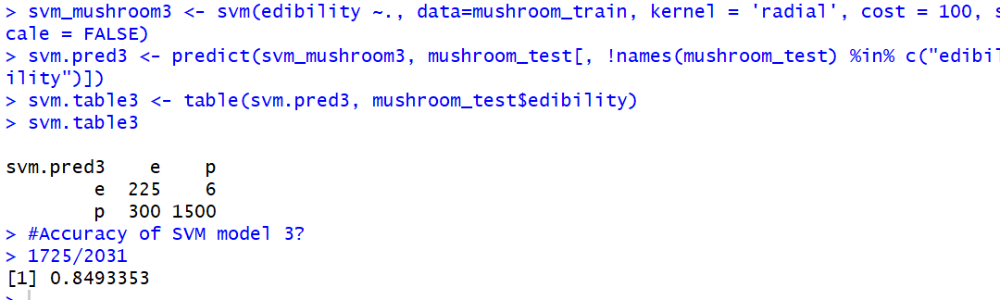 > svm_mushroom3 <- svm(edibility ~., data=mushroom_train, kernel = 'radial', cost = 100, s
cale = FALSE)
> svm.pred3 <- predict(svm_mushroom3, mushroom_test[, !names(mushroom_test) %in% c("edibil
ility")])
> svm.table3 <- table(svm.pred3, mushroom_test$edibility)
> svm.table3
svm.pred3    e    p
        e  225    6
        p  300 1500
> #Accuracy of SVM model 3?
> 1725/2031
[1] 0.8493353
>